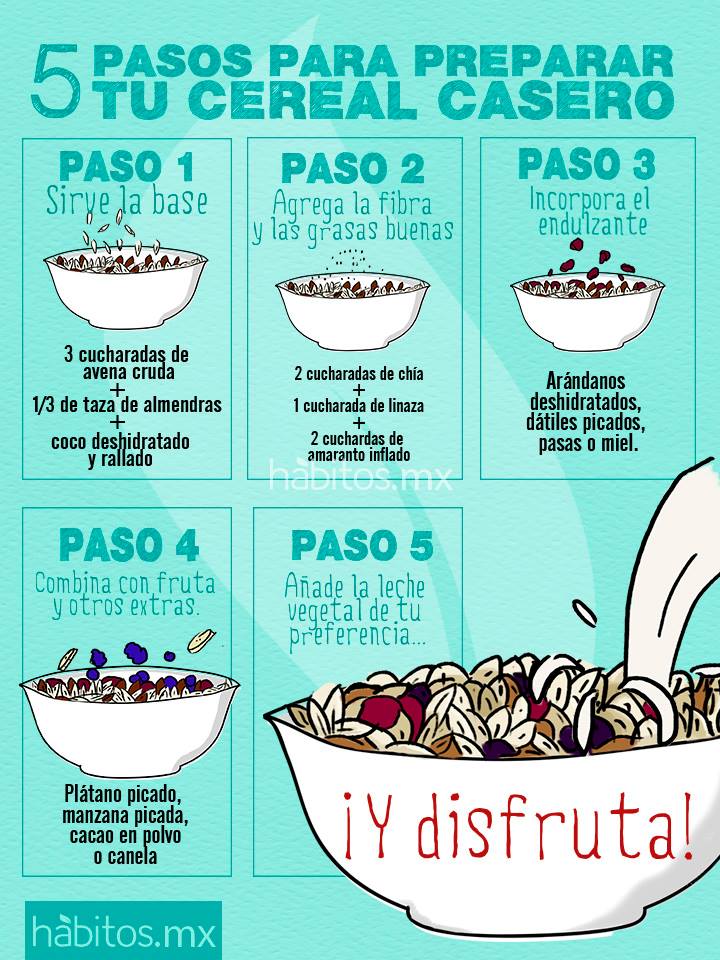 5 PASOS PARA PREPARAR
TU CEREAL CASERO
PASO 1
Sirve la base
3 cucharadas de
avena cruda
+
1/3 de taza de almendras
+
coco deshidratado
y rallado
PASO 2
Agrega la fibra
y las grasas buenas
2 cucharadas de chía
+
1 cucharada de linaza
+
2 cuchardas de
amaranto inflado
PASO 3
Incorpora el
endulzante
Arándanos
deshidratados,
dátiles picados,
pasas o miel.
hábitos.mx
PASO 4
Combina con fruta
y otros extras.
Plátano picado,
manzana picada,
cacao en polvo
o canela
PASO 5
Añade la leche
vegetal de tu
preferencia...
¡Y disfruta!
hábitos.mx